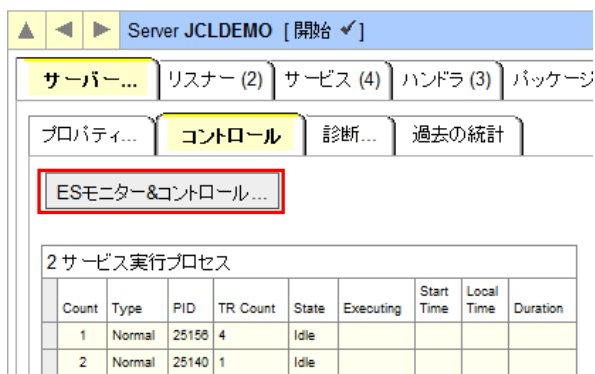 Server JCLDEMO [ 開始 ✔ ]
サーバー... リスナー (2) サービス (4) ハンドラ (3) パッケージ
プロパティ... コントロール 診断... 過去の統計
ESモニター&コントロール...
2 サービス実行プロセス
Count Type PID TR Count State Executing Start Time Local Time Duration
1 Normal 25156 4 Idle
2 Normal 25140 1 Idle